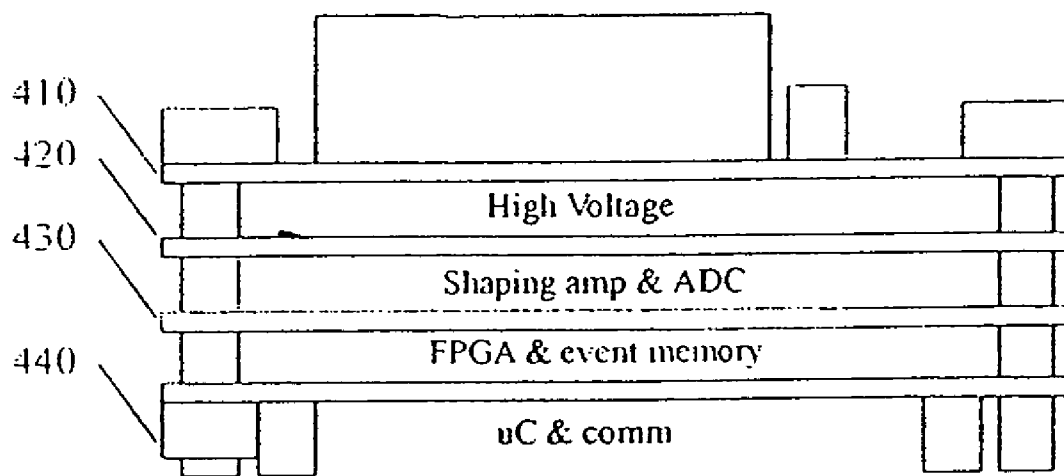 410
420
High Voltage
430
Shaping amp & ADC
FPGA & event memory
440
uC & comm